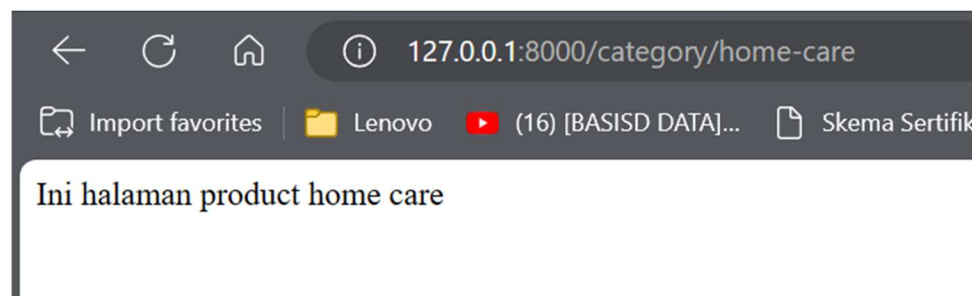 127.0.0.1:8000/category/home-care
Import favorites Lenovo (16) [BASISD DATA]... Skema Sertifik
Ini halaman product home care